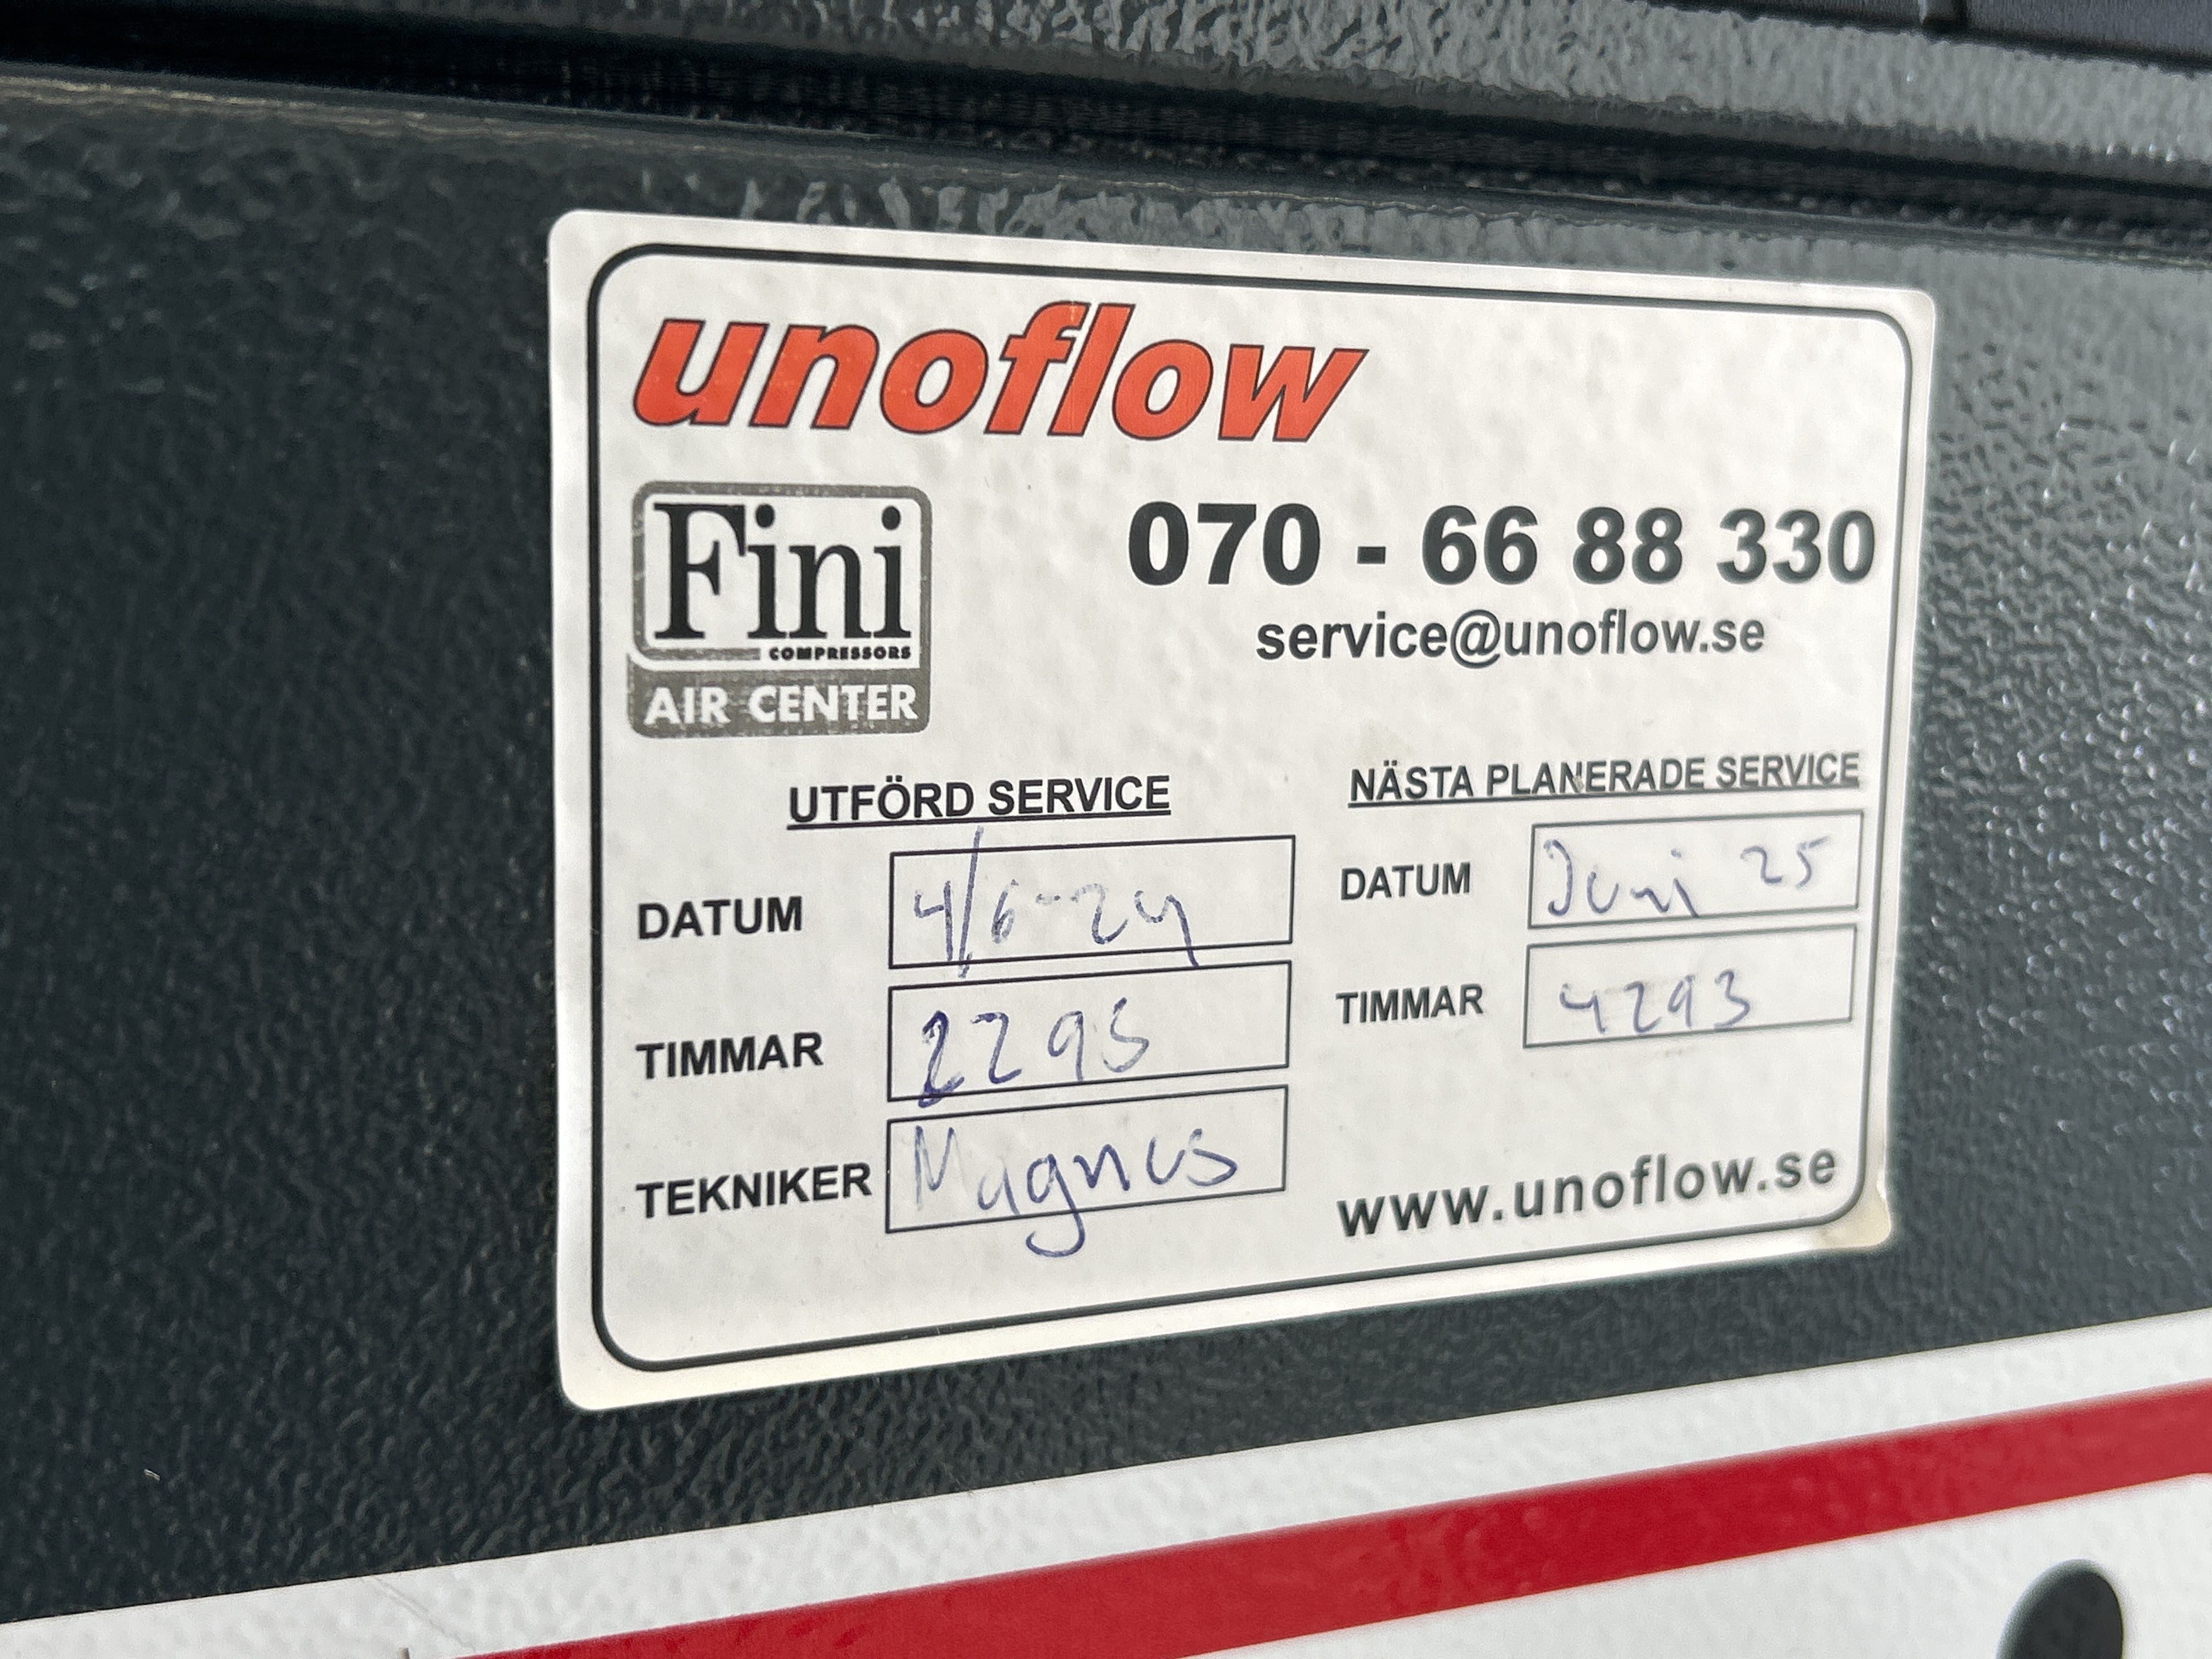 unoflow
Fini
COMPRESSORS
AIR CENTER
070 - 66 88 330
service@unoflow.se
UTFÖRD SERVICE
DATUM 4/6-24
TIMMAR 2293
TEKNIKER Magnus
NÄSTA PLANERADE SERVICE
DATUM Juni 25
TIMMAR 4293
www.unoflow.se